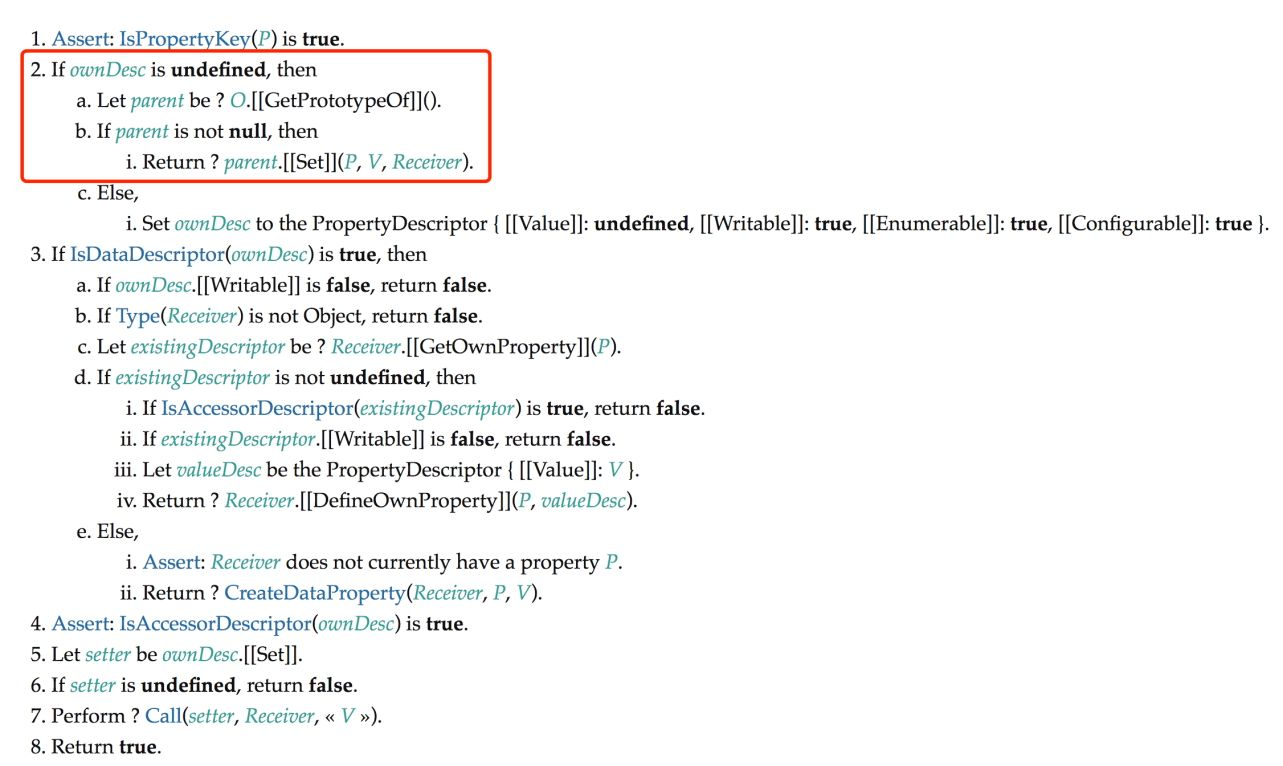 1. Assert: IsPropertyKey(P) is true.
2. If ownDesc is undefined, then
a. Let parent be ? O.[[GetPrototypeOf]]().
b. If parent is not null, then
i. Return ? parent.[[Set]](P, V, Receiver).
c. Else,
i. Set ownDesc to the PropertyDescriptor { [[Value]]: undefined, [[Writable]]: true, [[Enumerable]]: true, [[Configurable]]: true }.
3. If IsDataDescriptor(ownDesc) is true, then
a. If ownDesc.[[Writable]] is false, return false.
b. If Type(Receiver) is not Object, return false.
c. Let existingDescriptor be ? Receiver.[[GetOwnProperty]](P).
d. If existingDescriptor is not undefined, then
i. If IsAccessorDescriptor(existingDescriptor) is true, return false.
ii. If existingDescriptor.[[Writable]] is false, return false.
iii. Let valueDesc be the PropertyDescriptor { [[Value]]: V }.
iv. Return ? Receiver.[[DefineOwnProperty]](P, valueDesc).
e. Else,
i. Assert: Receiver does not currently have a property P.
ii. Return ? CreateDataProperty(Receiver, P, V).
4. Assert: IsAccessorDescriptor(ownDesc) is true.
5. Let setter be ownDesc.[[Set]].
6. If setter is undefined, return false.
7. Perform ? Call(setter, Receiver, « V »).
8. Return true.